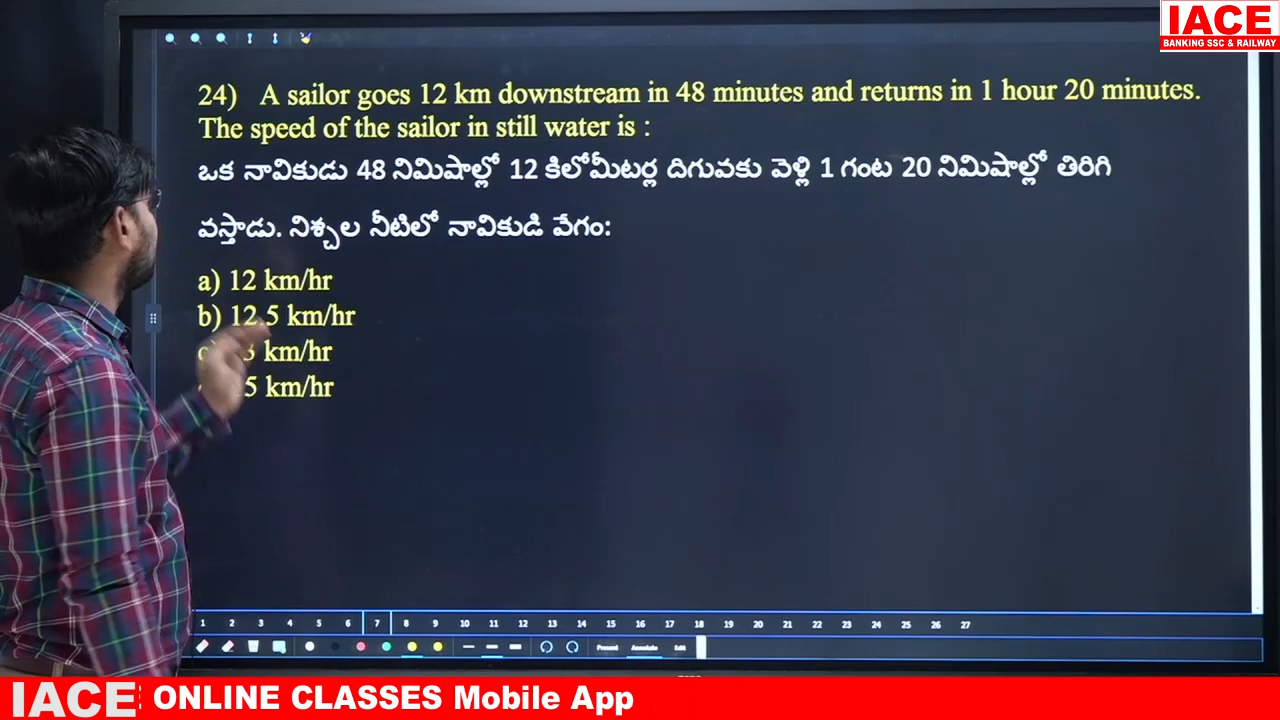 IACE
BANKING SSC & RAILWAY
24) A sailor goes 12 km downstream in 48 minutes and returns in 1 hour 20 minutes.
The speed of the sailor in still water is :
ఒక నావికుడు 48 నిమిషాల్లో 12 కిలోమీటర్ల దిగువకు వెళ్లి 1 గంట 20 నిమిషాల్లో తిరిగి
వస్తాడు. నిశ్చల నీటిలో నావికుడి వేగం:
a) 12 km/hr
b) 12.5 km/hr
km/hr
5 km/hr
1 2 3 4 5 6 7 8 9 10 11 12 13 14 15 16 17 18 19 20 21 22 23 24 25 26 27
Present Annotate Edit
IACE ONLINE CLASSES Mobile App